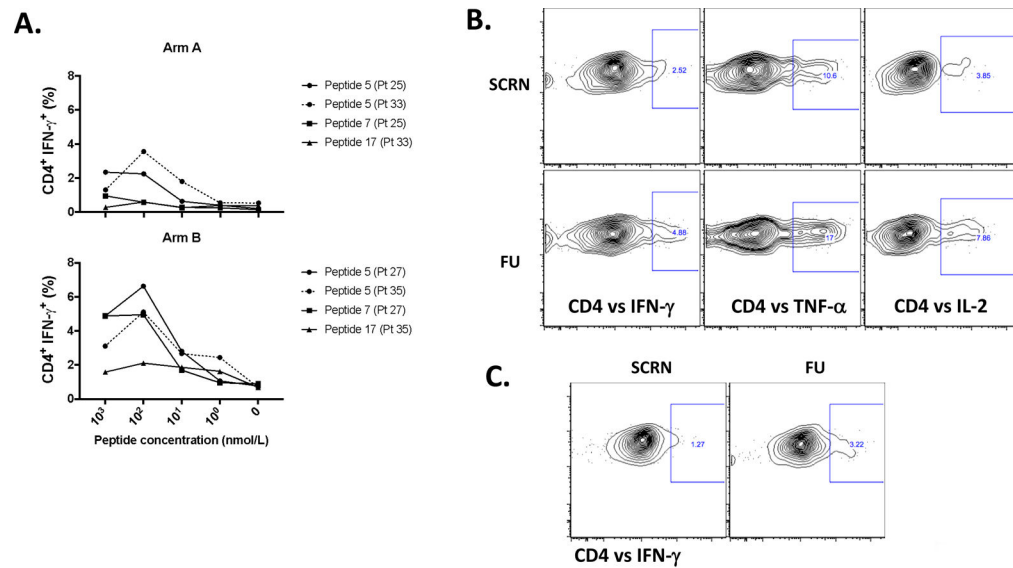 A.
Arm A
CD4⁺ IFN-γ⁺ (%)
8
6
4
2
0
Peptide 5 (Pt 25)
Peptide 5 (Pt 33)
Peptide 7 (Pt 25)
Peptide 17 (Pt 33)
Arm B
CD4⁺ IFN-γ⁺ (%)
8
6
4
2
0
10³
10²
10¹
10⁰
0
Peptide concentration (nmol/L)
Peptide 5 (Pt 27)
Peptide 5 (Pt 35)
Peptide 7 (Pt 27)
Peptide 17 (Pt 35)
B.
SCRN
2.52
10.6
3.85
FU
4.88
17
7.86
CD4 vs IFN-γ
CD4 vs TNF-α
CD4 vs IL-2
C.
SCRN
FU
1.27
3.22
CD4 vs IFN-γ